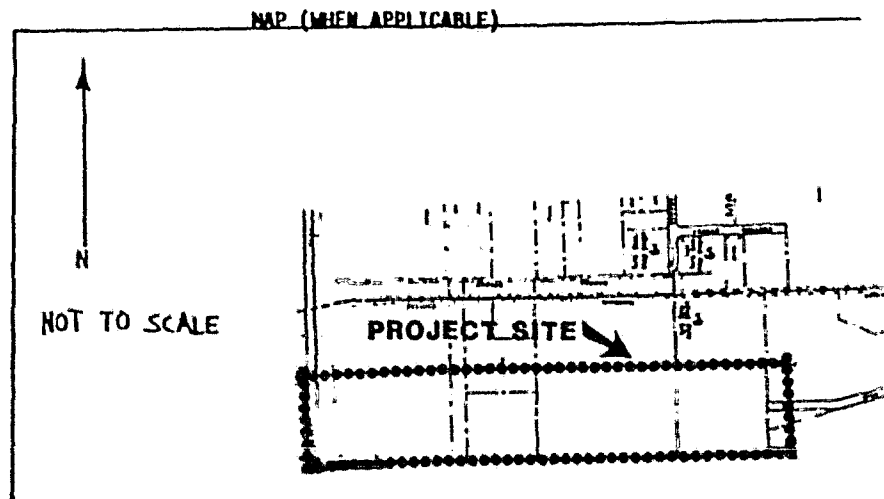 MAP (WHEN APPLICABLE)
N
NOT TO SCALE
PROJECT SITE